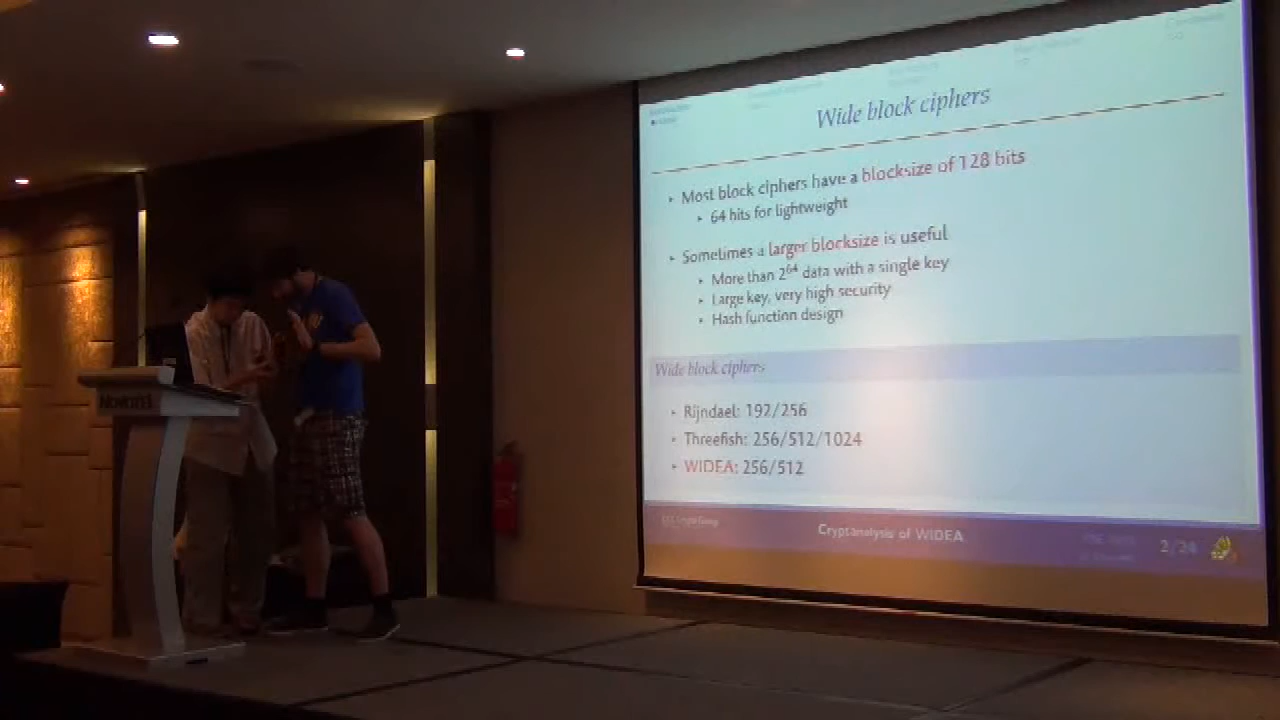 Wide block ciphers
Most block ciphers have a blocksize of 128 bits
64 bits for lightweight
Sometimes a larger blocksize is useful
More than 2^64 data with a single key
Large key, very high security
Hash function design
Wide block ciphers
Rijndael: 192/256
Threefish: 256/512/1024
WIDEA: 256/512
Cryptanalysis of WIDEA
2/24
NOVOTEL